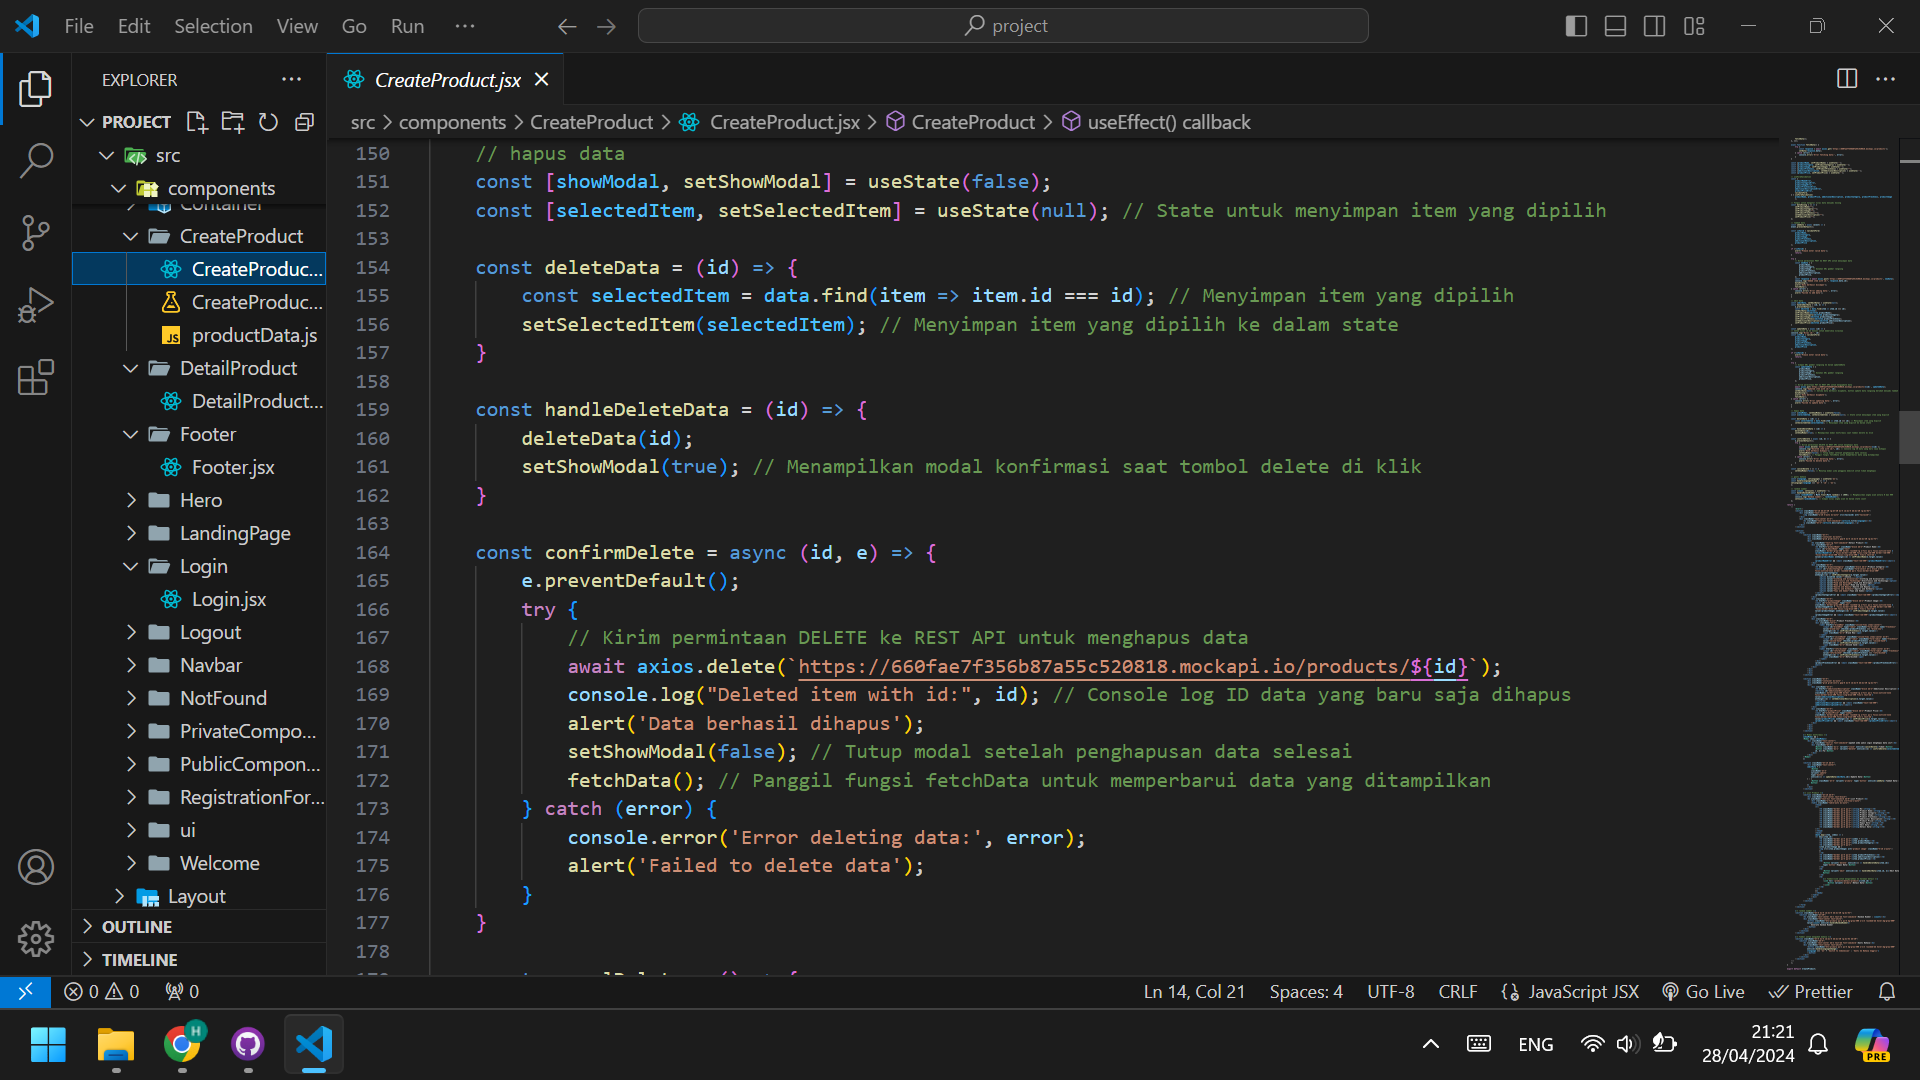 File Edit Selection View Go Run ···
project
EXPLORER
PROJECT
src
components
Container
CreateProduct
CreateProduc...
CreateProduc...
productData.js
DetailProduct
DetailProduct...
Footer
Footer.jsx
Hero
LandingPage
Login
Login.jsx
Logout
Navbar
NotFound
PrivateCompo...
PublicCompon...
RegistrationFor...
ui
Welcome
Layout
OUTLINE
TIMELINE
CreateProduct.jsx
src > components > CreateProduct > CreateProduct.jsx > CreateProduct > useEffect() callback
150 // hapus data
151 const [showModal, setShowModal] = useState(false);
152 const [selectedItem, setSelectedItem] = useState(null); // State untuk menyimpan item yang dipilih
153
154 const deleteData = (id) => {
155 const selectedItem = data.find(item => item.id === id); // Menyimpan item yang dipilih
156 setSelectedItem(selectedItem); // Menyimpan item yang dipilih ke dalam state
157 }
158
159 const handleDeleteData = (id) => {
160 deleteData(id);
161 setShowModal(true); // Menampilkan modal konfirmasi saat tombol delete di klik
162 }
163
164 const confirmDelete = async (id, e) => {
165 e.preventDefault();
166 try {
167 // Kirim permintaan DELETE ke REST API untuk menghapus data
168 await axios.delete(`https://660fae7f356b87a55c520818.mockapi.io/products/${id}`);
169 console.log("Deleted item with id:", id); // Console log ID data yang baru saja dihapus
170 alert('Data berhasil dihapus');
171 setShowModal(false); // Tutup modal setelah penghapusan data selesai
172 fetchData(); // Panggil fungsi fetchData untuk memperbarui data yang ditampilkan
173 } catch (error) {
174 console.error('Error deleting data:', error);
175 alert('Failed to delete data');
176 }
177 }
178
0 0 0
Ln 14, Col 21 Spaces: 4 UTF-8 CRLF JavaScript JSX Go Live Prettier
H
ENG
21:21
28/04/2024
PRE